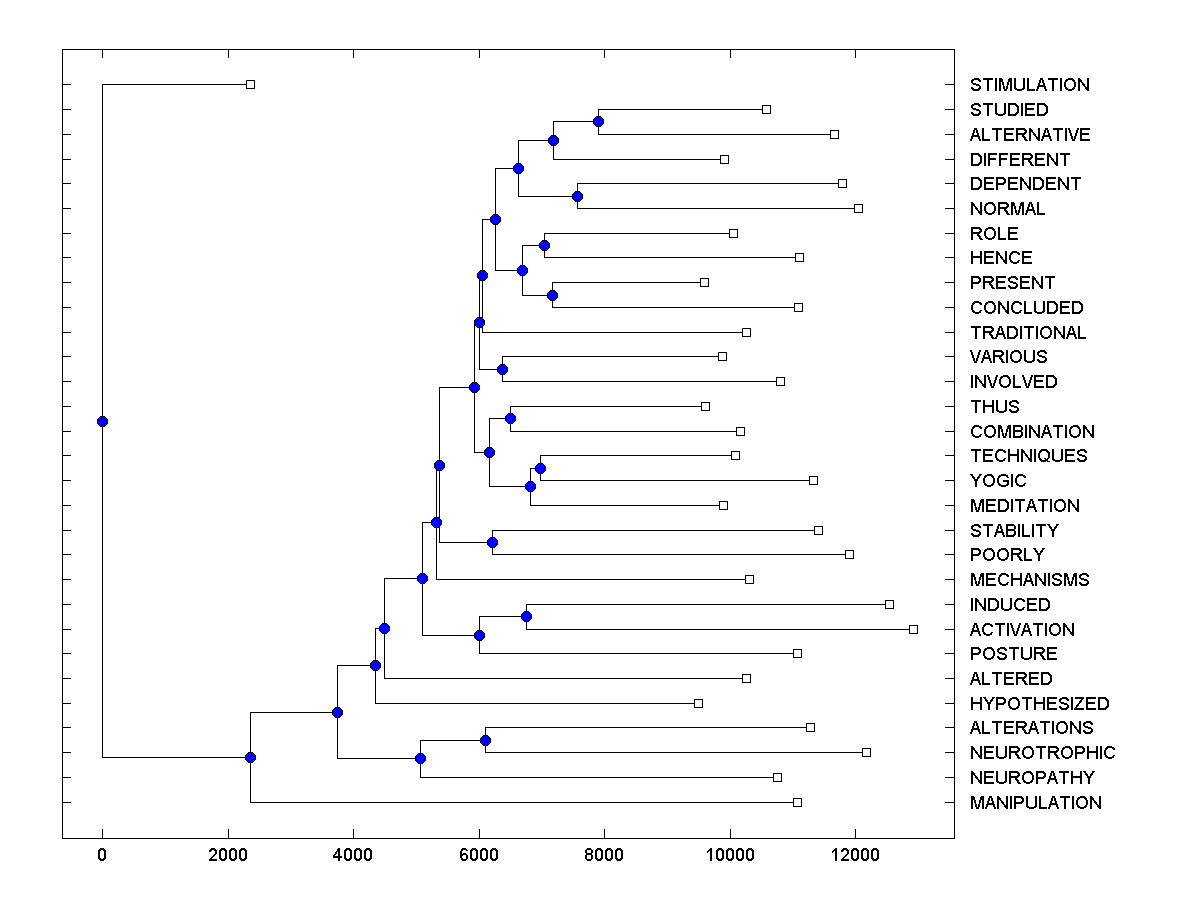 STIMULATION
STUDIED
ALTERNATIVE
DIFFERENT
DEPENDENT
NORMAL
ROLE
HENCE
PRESENT
CONCLUDED
TRADITIONAL
VARIOUS
INVOLVED
THUS
COMBINATION
TECHNIQUES
YOGIC
MEDITATION
STABILITY
POORLY
MECHANISMS
INDUCED
ACTIVATION
POSTURE
ALTERED
HYPOTHESIZED
ALTERATIONS
NEUROTROPHIC
NEUROPATHY
MANIPULATION
0 2000 4000 6000 8000 10000 12000